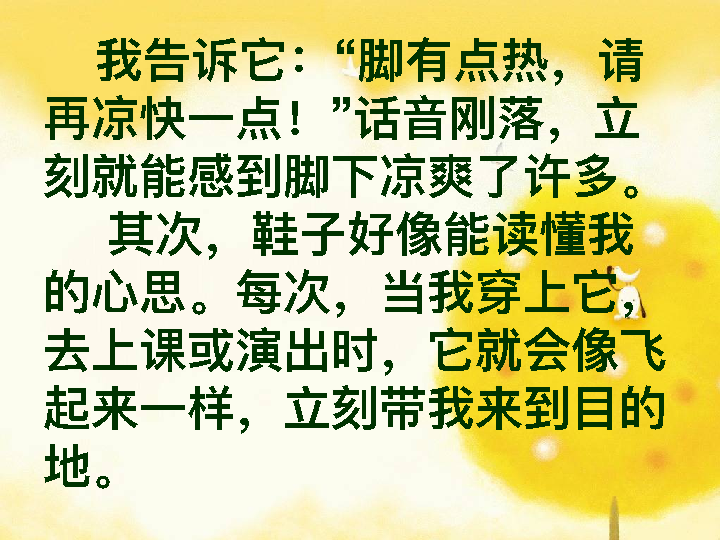 我告诉它：“脚有点热，请
再凉快一点！”话音刚落，立
刻就能感到脚下凉爽了许多。
其次，鞋子好像能读懂我
的心思。每次，当我穿上它，
去上课或演出时，它就会像飞
起来一样，立刻带我来到目的
地。